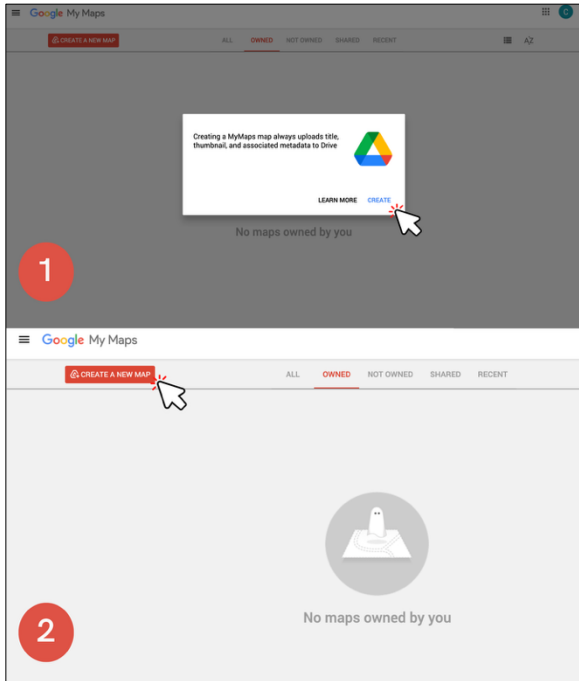 Google My Maps
C
CREATE A NEW MAP
ALL OWNED NOT OWNED SHARED RECENT
AZ
Creating a MyMaps map always uploads title,
thumbnail, and associated metadata to Drive
LEARN MORE CREATE
No maps owned by you
1
Google My Maps
CREATE A NEW MAP
ALL OWNED NOT OWNED SHARED RECENT
No maps owned by you
2